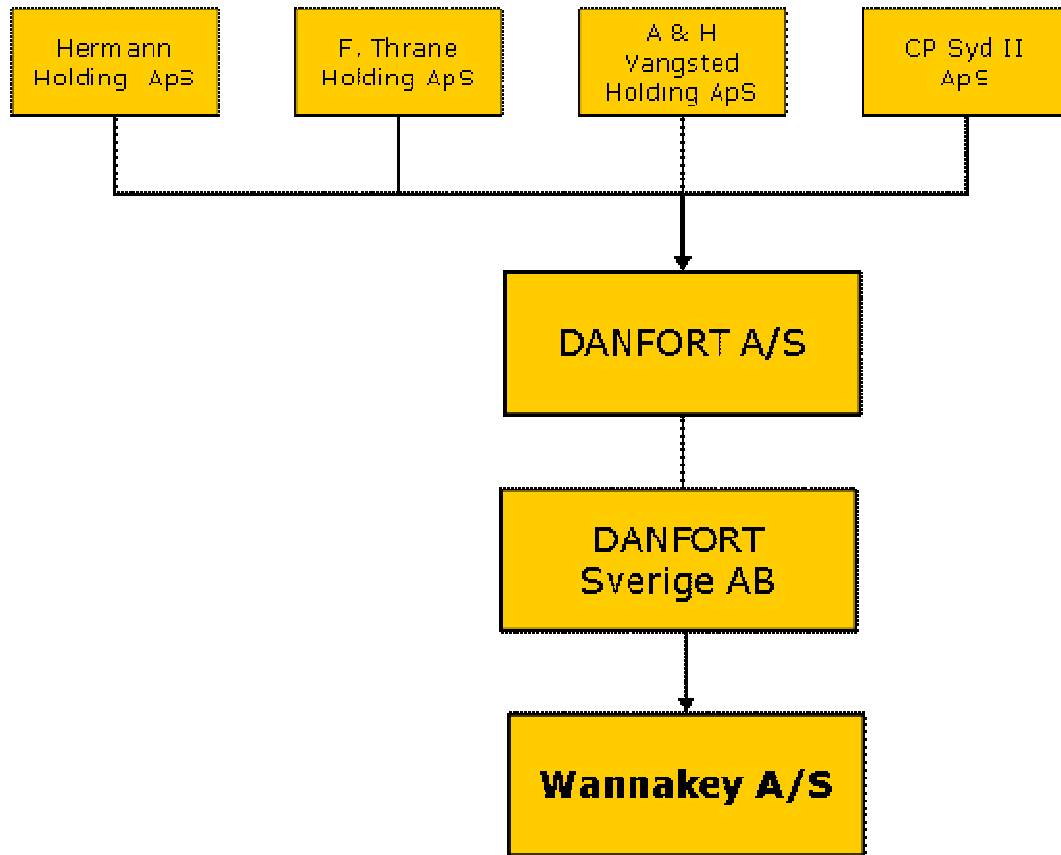 Hermann
Holding ApS
F. Thrane
Holding ApS
A & H
Vangsted
Holding ApS
CP Syd II
ApS
DANFORT A/S
DANFORT
Sverige AB
Wannakey A/S